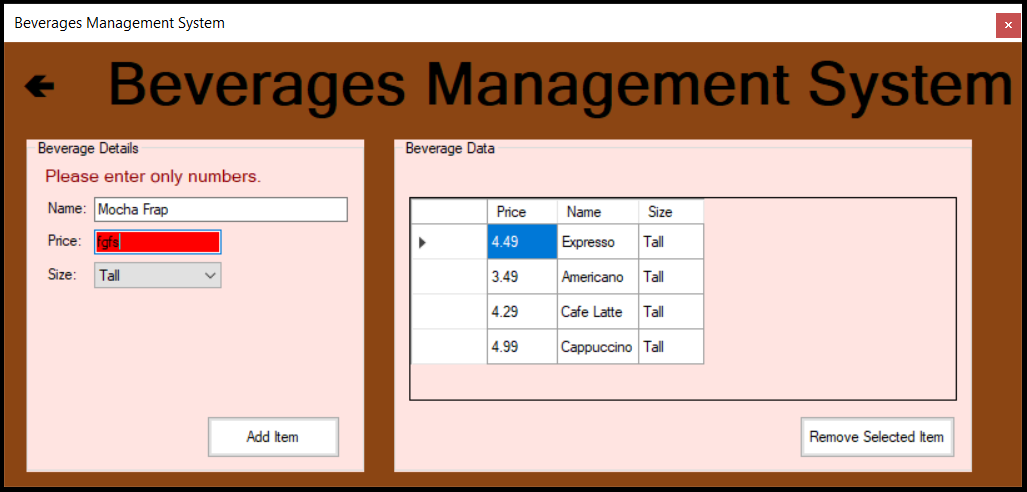 Beverages Management System
Beverages Management System
Beverage Details
Please enter only numbers.
Name: Mocha Frap
Price: fgfs
Size: Tall
Add Item
Beverage Data
Price Name Size
4.49 Expresso Tall
3.49 Americano Tall
4.29 Cafe Latte Tall
4.99 Cappuccino Tall
Remove Selected Item